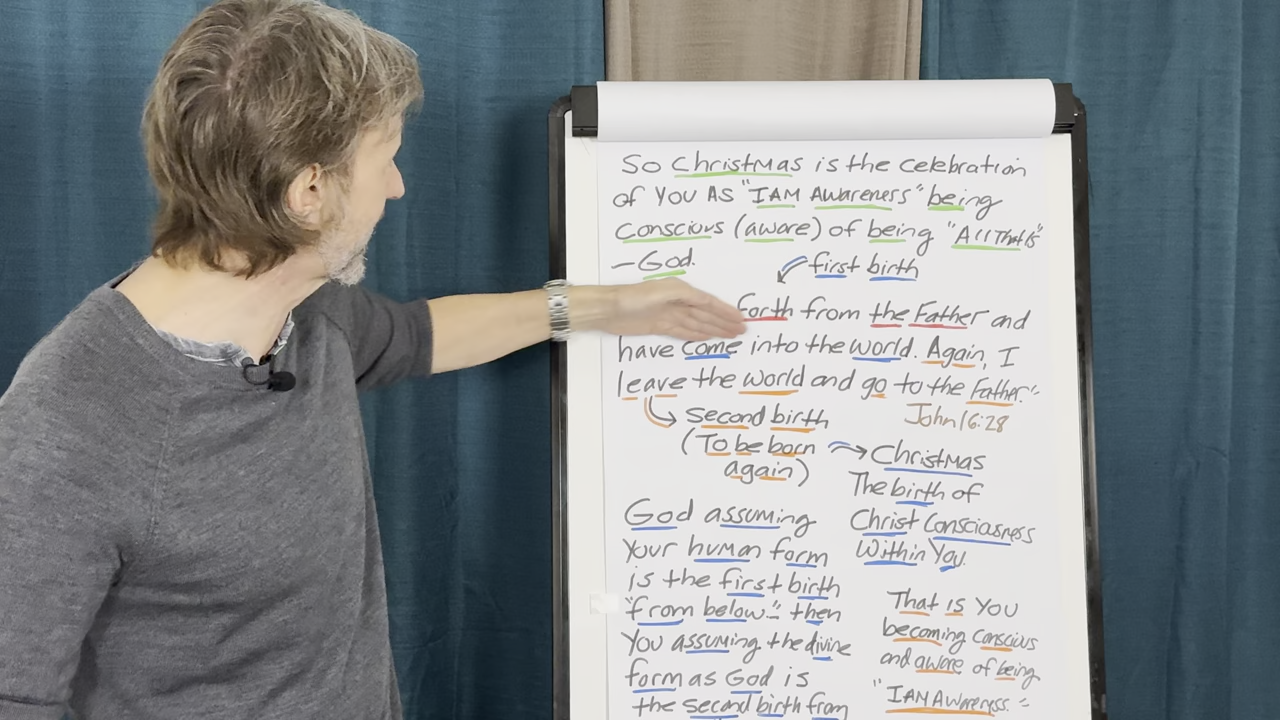 So Christmas is the celebration
of You As "I AM Awareness" being
Conscious (aware) of being "All That Is"
– God.
first birth
forth from the Father and
have come into the world. Again, I
leave the world and go to the Father."
John 16:28
second birth
(To be born
again)
Christmas
The birth of
Christ Consciousness
Within You.
God assuming
your human form
is the first birth
"from below." then
You assuming the divine
form as God is
the second birth from
That is You
becoming conscious
and aware of being
"I AM Awareness."